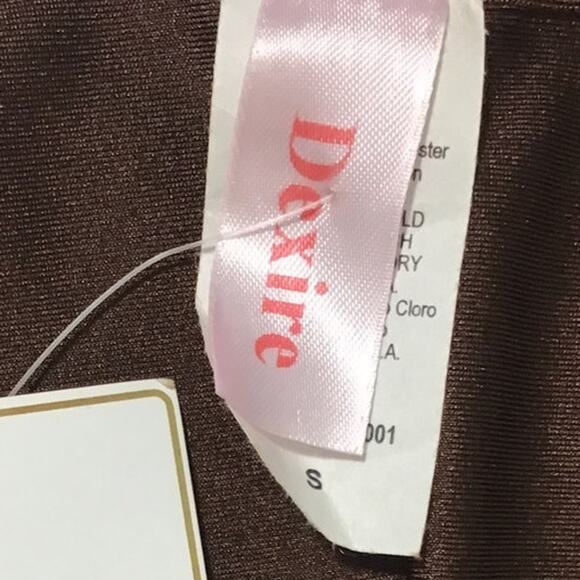 Dexire
ster
n
LD
H
RY
A.
Cloro
.A.
001
S